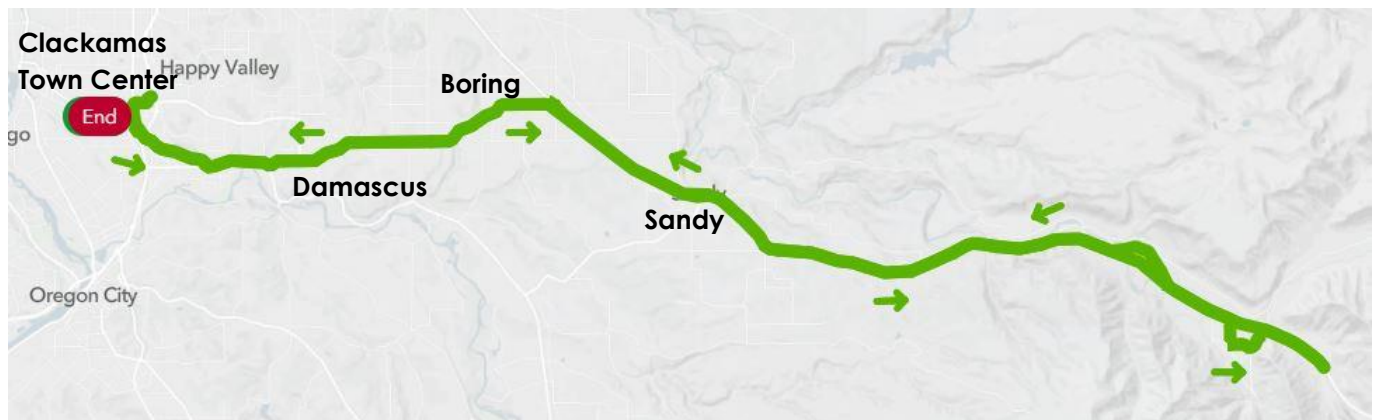 Clackamas
Town Center
Happy Valley
Boring
End
go
Damascus
Sandy
Oregon City